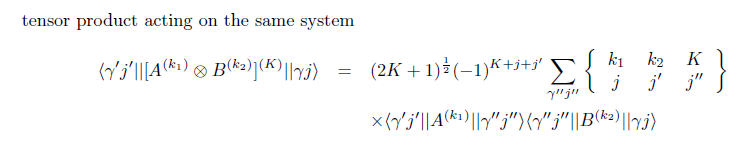 tensor product acting on the same system
⟨γ′j′||[A^{(k₁)} ⊗ B^{(k₂)}]^{(K)}||γj⟩ = (2K + 1)^{1/2}(−1)^{K+j+j′} ∑_{γ″j″} { k₁ k₂ K ; j j′ j″ }
×⟨γ′j′||A^{(k₁)}||γ″j″⟩⟨γ″j″||B^{(k₂)}||γj⟩